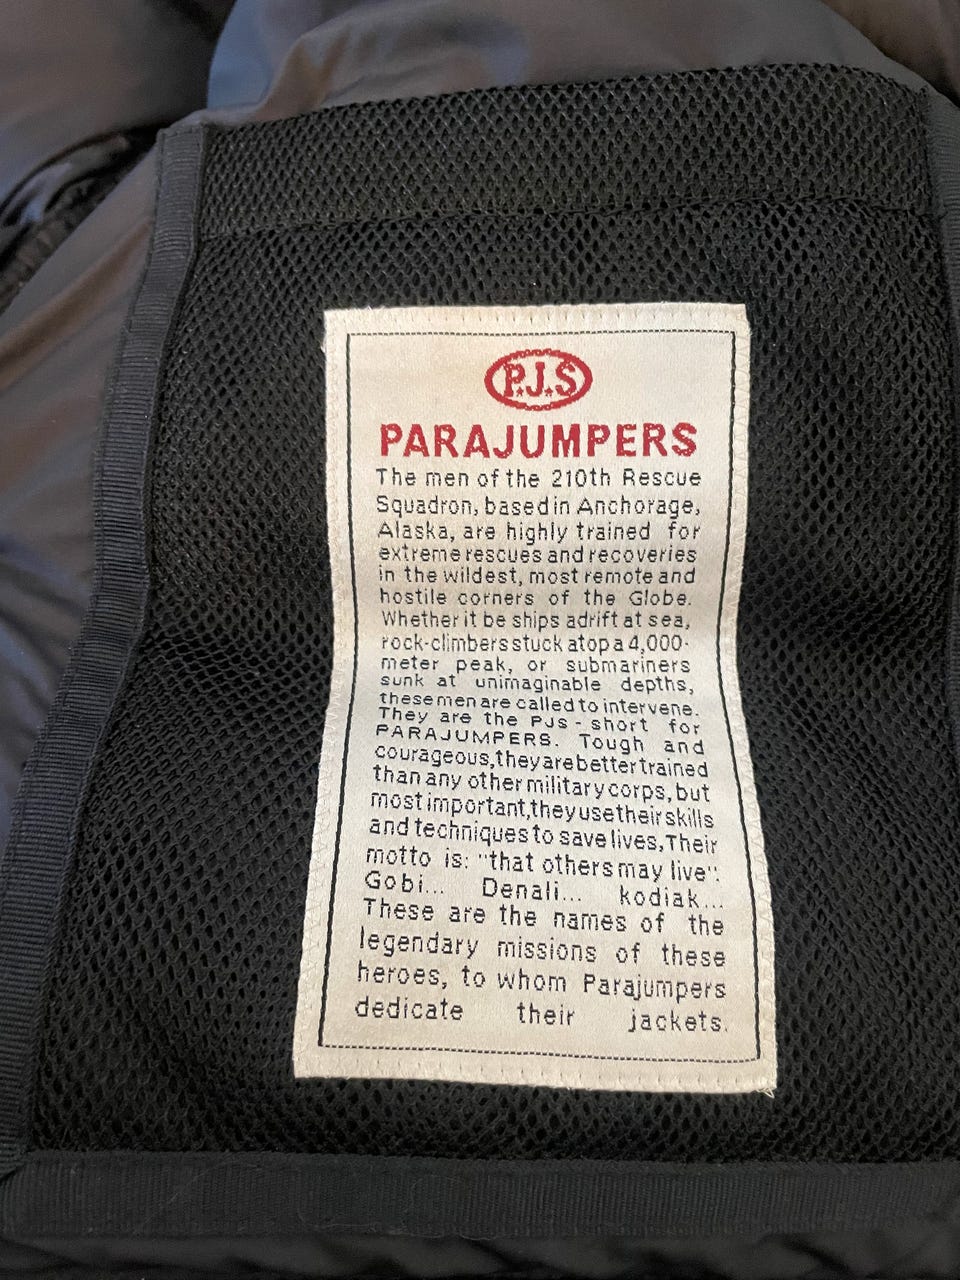 P.J.S
PARAJUMPERS
The men of the 210th Rescue
Squadron, based in Anchorage,
Alaska, are highly trained for
extreme rescues and recoveries
in the wildest, most remote and
hostile corners of the Globe.
Whether it be ships adrift at sea,
rock-climbers stuck atop a 4,000-
meter peak, or submariners
sunk at unimaginable depths,
these men are called to intervene.
They are the PJs - short for
PARAJUMPERS. Tough and
courageous, they are better trained
than any other military corps, but
most important, they use their skills
and techniques to save lives, Their
motto is: "that others may live".
Gobi... Denali... kodiak...
These are the names of the
legendary missions of these
heroes, to whom Parajumpers
dedicate their jackets.